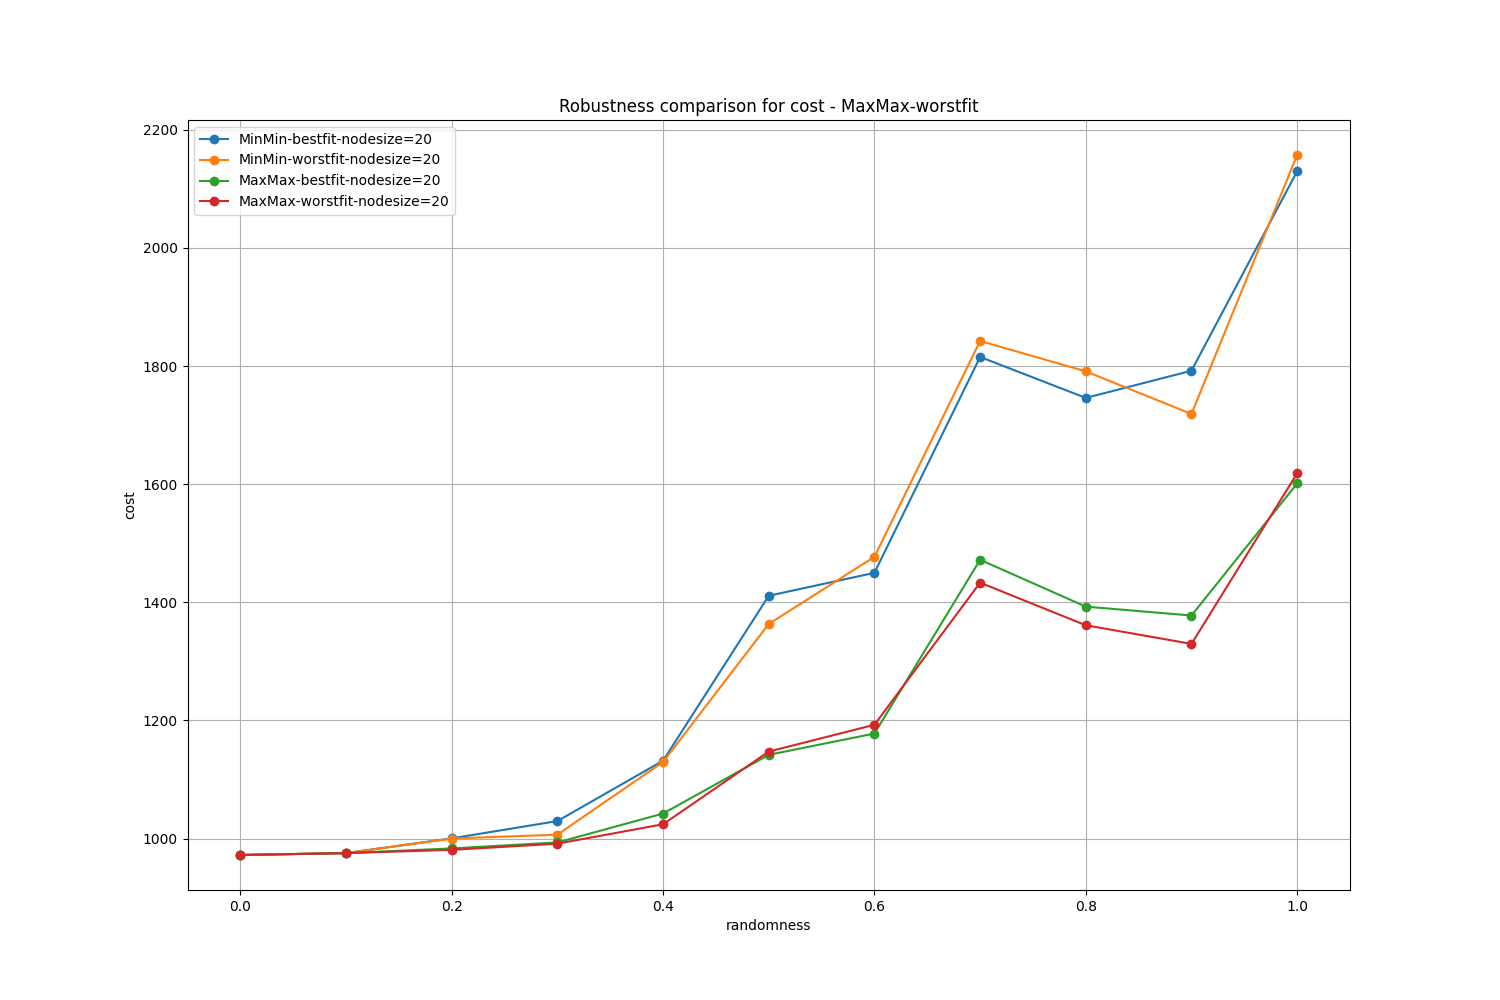 Robustness comparison for cost - MaxMax-worstfit
MinMin-bestfit-nodesize=20
MinMin-worstfit-nodesize=20
MaxMax-bestfit-nodesize=20
MaxMax-worstfit-nodesize=20
2200
2000
1800
1600
1400
1200
1000
cost
0.0 0.2 0.4 0.6 0.8 1.0
randomness